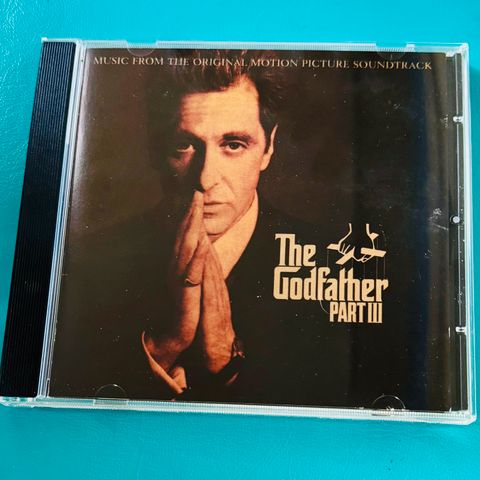 MUSIC FROM THE ORIGINAL MOTION PICTURE SOUNDTRACK
The
Godfather
PART III